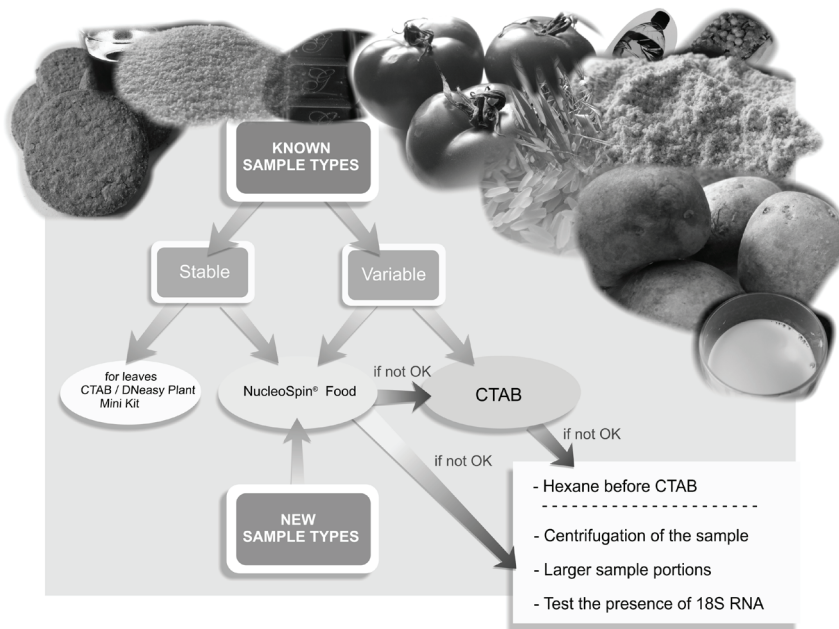 KNOWN
SAMPLE TYPES
Stable
Variable
for leaves
CTAB / DNeasy Plant
Mini Kit
NucleoSpin® Food
if not OK
CTAB
if not OK
if not OK
NEW
SAMPLE TYPES
- Hexane before CTAB
- Centrifugation of the sample
- Larger sample portions
- Test the presence of 18S RNA